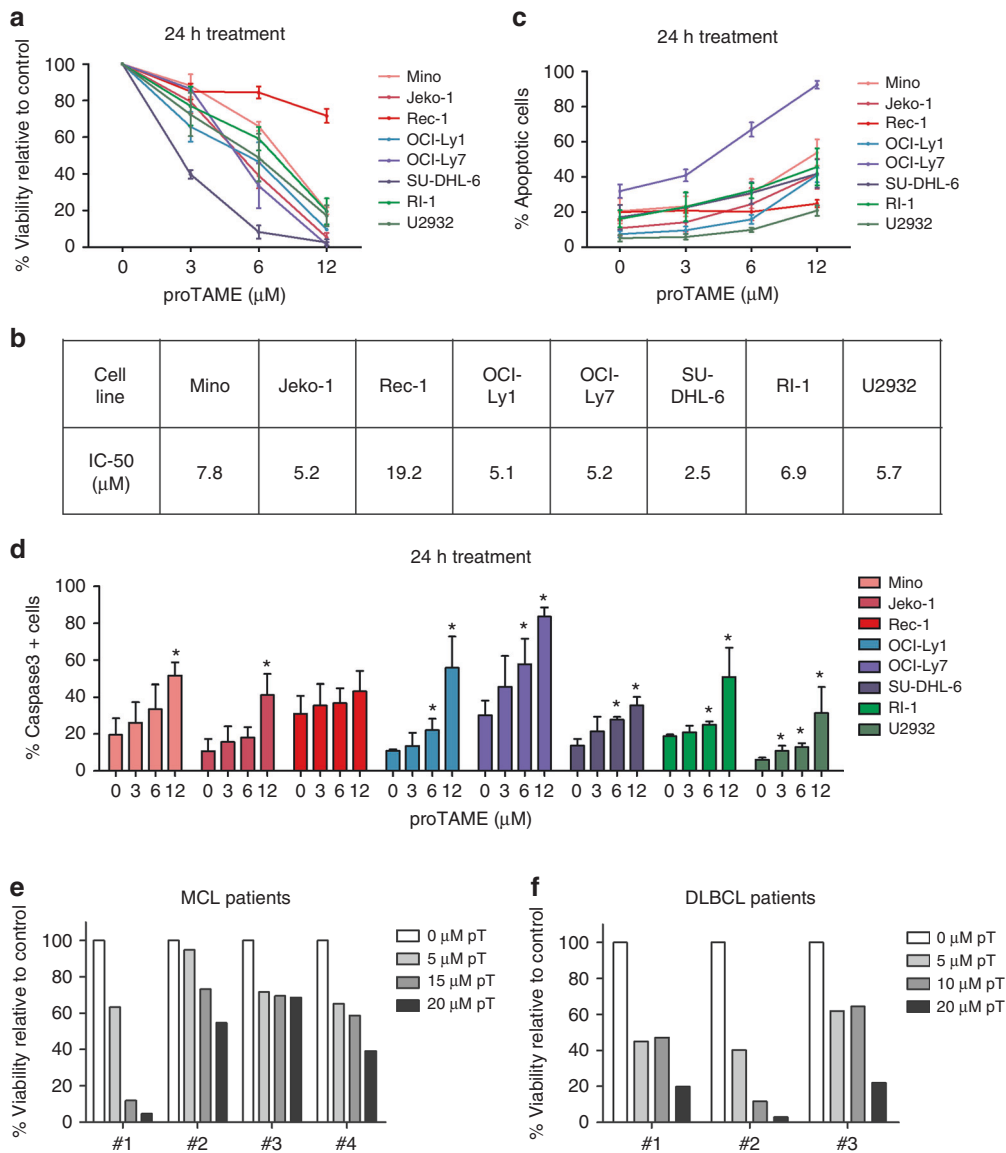 a
24 h treatment
% Viability relative to control
100
80
60
40
20
0
0 3 6 12
proTAME (μM)
Mino
Jeko-1
Rec-1
OCI-Ly1
OCI-Ly7
SU-DHL-6
RI-1
U2932
c
24 h treatment
% Apoptotic cells
100
80
60
40
20
0
0 3 6 12
proTAME (μM)
Mino
Jeko-1
Rec-1
OCI-Ly1
OCI-Ly7
SU-DHL-6
RI-1
U2932
b
Cell line Mino Jeko-1 Rec-1 OCI-Ly1 OCI-Ly7 SU-DHL-6 RI-1 U2932
IC-50 (μM) 7.8 5.2 19.2 5.1 5.2 2.5 6.9 5.7
d
24 h treatment
% Caspase3 + cells
100
80
60
40
20
0
* * * * * * * * * * * * *
0 3 6 12 0 3 6 12 0 3 6 12 0 3 6 12 0 3 6 12 0 3 6 12 0 3 6 12 0 3 6 12
proTAME (μM)
Mino
Jeko-1
Rec-1
OCI-Ly1
OCI-Ly7
SU-DHL-6
RI-1
U2932
e
MCL patients
% Viability relative to control
100
80
60
40
20
0
#1 #2 #3 #4
0 μM pT
5 μM pT
15 μM pT
20 μM pT
f
DLBCL patients
% Viability relative to control
100
80
60
40
20
0
#1 #2 #3
0 μM pT
5 μM pT
10 μM pT
20 μM pT